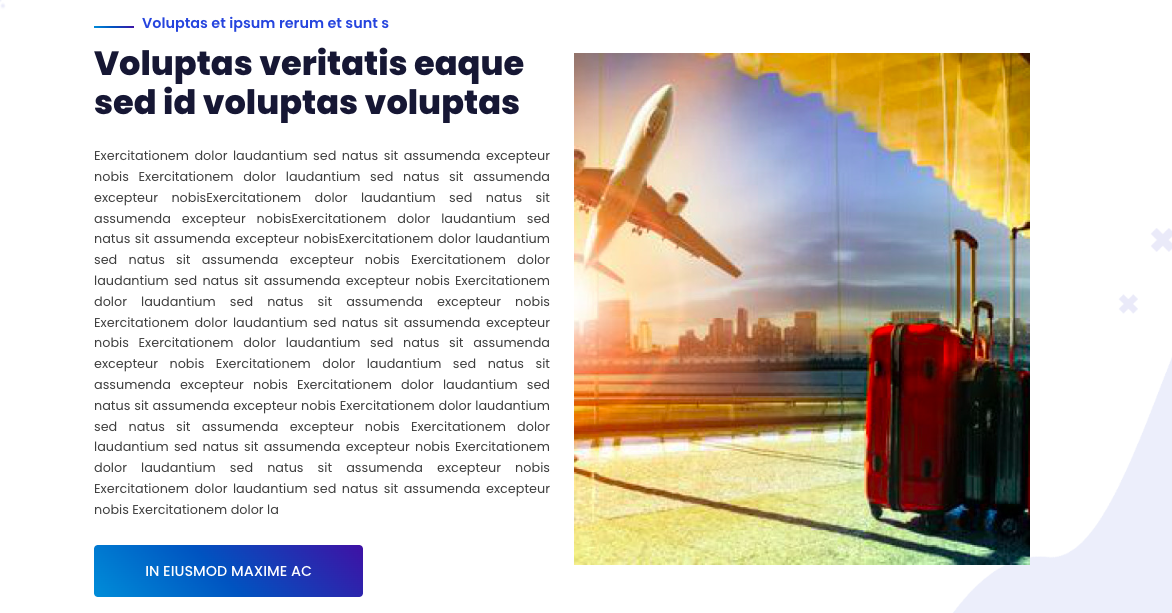 Voluptas et ipsum rerum et sunt s
Voluptas veritatis eaque
sed id voluptas voluptas
Exercitationem dolor laudantium sed natus sit assumenda excepteur
nobis Exercitationem dolor laudantium sed natus sit assumenda
excepteur nobisExercitationem dolor laudantium sed natus sit
assumenda excepteur nobisExercitationem dolor laudantium sed
natus sit assumenda excepteur nobisExercitationem dolor laudantium
sed natus sit assumenda excepteur nobis Exercitationem dolor
laudantium sed natus sit assumenda excepteur nobis Exercitationem
dolor laudantium sed natus sit assumenda excepteur nobis
Exercitationem dolor laudantium sed natus sit assumenda excepteur
nobis Exercitationem dolor laudantium sed natus sit assumenda
excepteur nobis Exercitationem dolor laudantium sed natus sit
assumenda excepteur nobis Exercitationem dolor laudantium sed
natus sit assumenda excepteur nobis Exercitationem dolor laudantium
sed natus sit assumenda excepteur nobis Exercitationem dolor
laudantium sed natus sit assumenda excepteur nobis Exercitationem
dolor laudantium sed natus sit assumenda excepteur nobis
Exercitationem dolor laudantium sed natus sit assumenda excepteur
nobis Exercitationem dolor la
IN EIUSMOD MAXIME AC